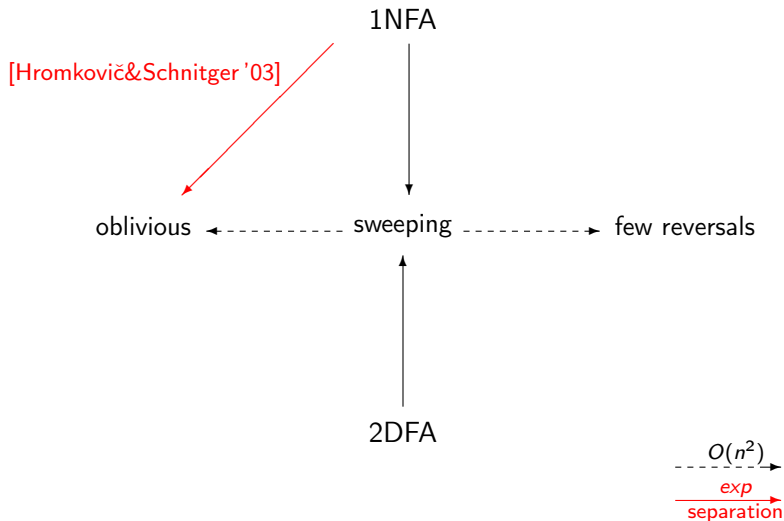 1NFA
[Hromkovič&Schnitger '03]
oblivious
sweeping
few reversals
2DFA
O(n²)
exp
separation